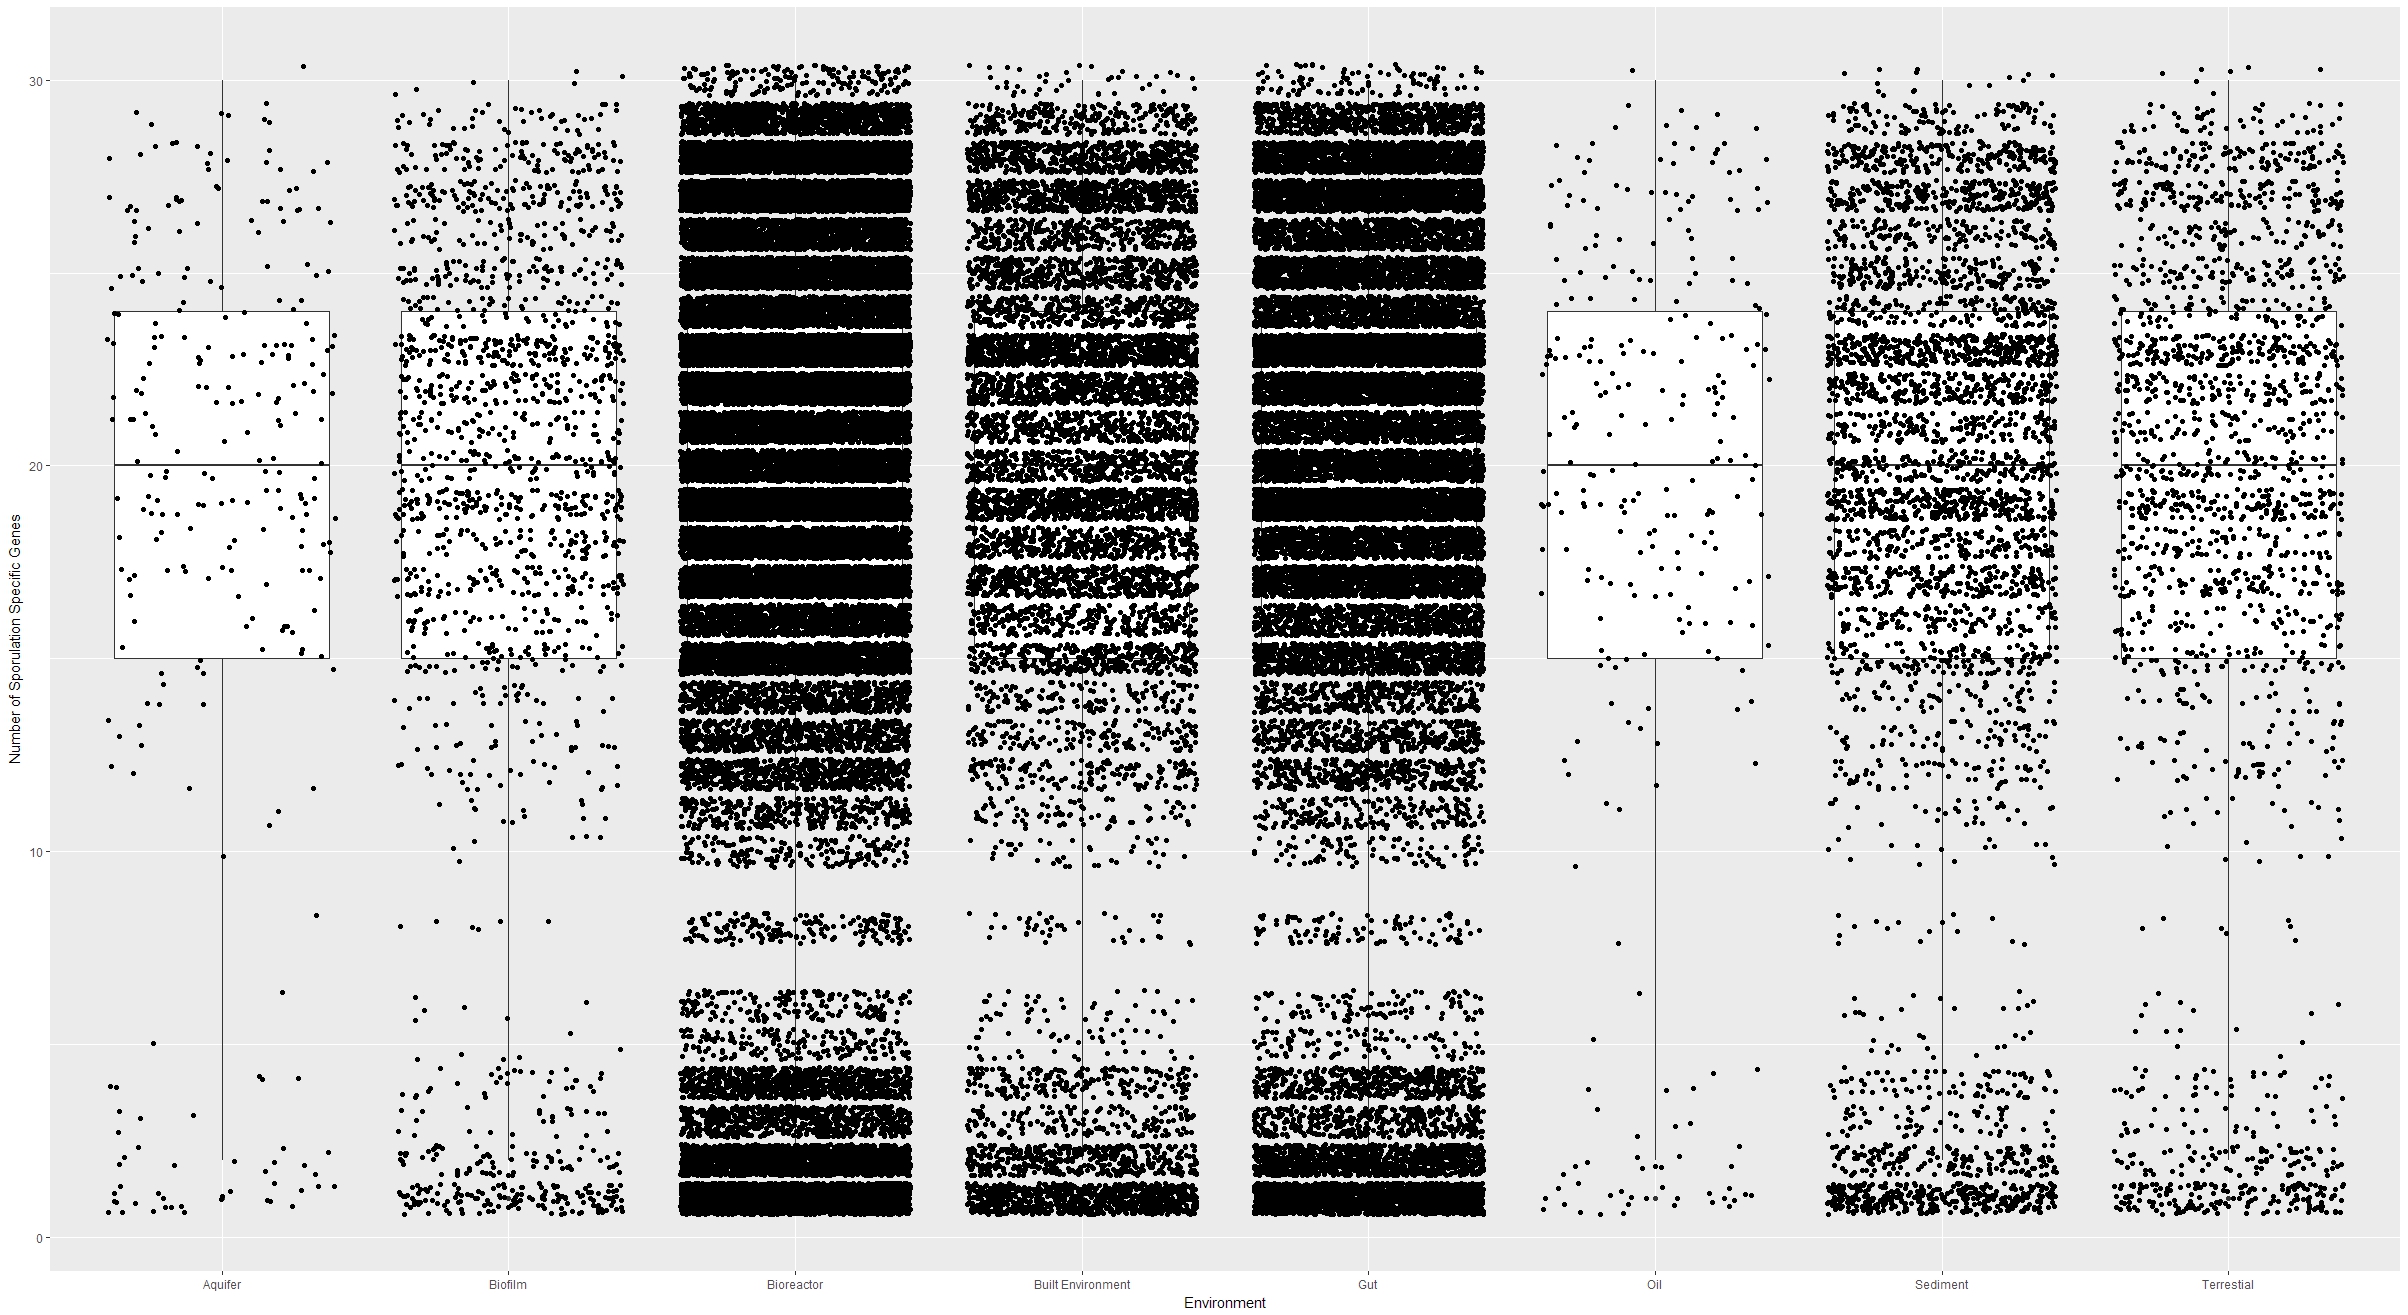 Number of Sporulation Specific Genes
30
20
10
0
Aquifer Biofilm Bioreactor Built Environment Gut Oil Sediment Terrestial
Environment